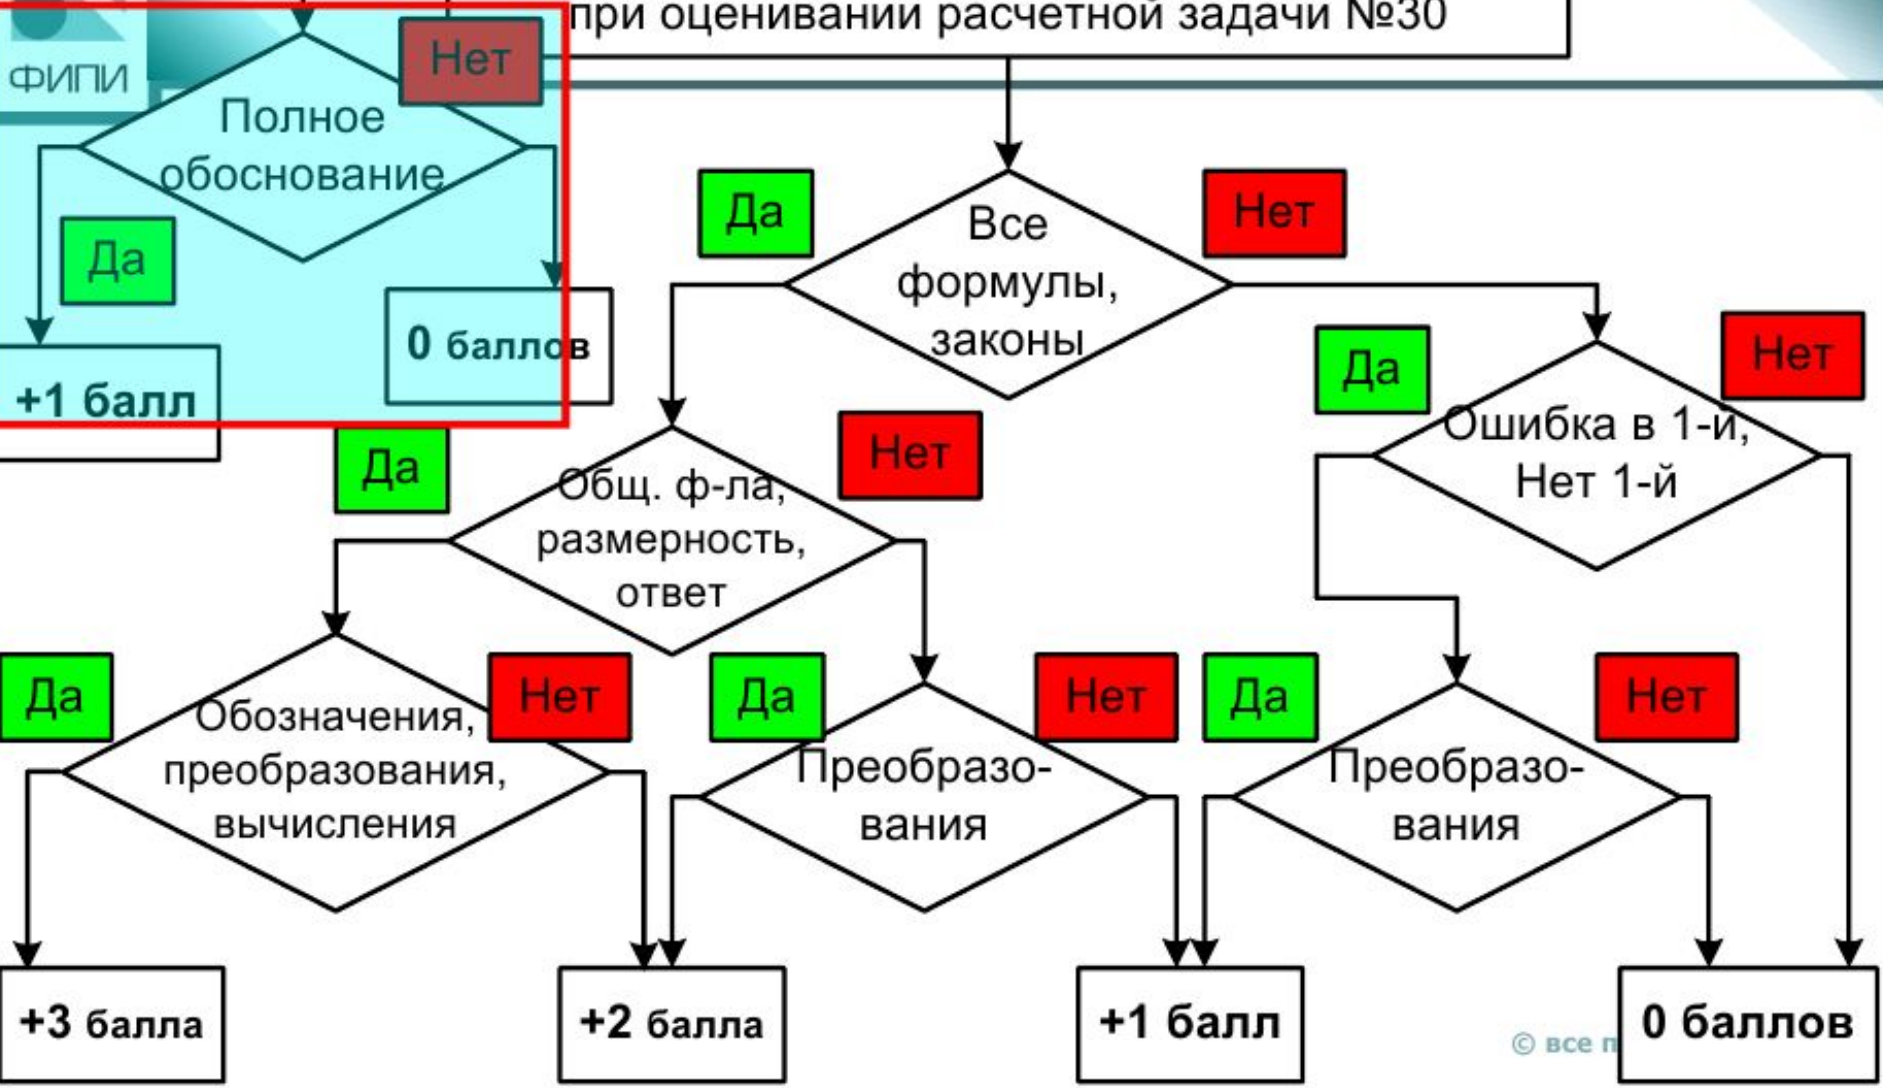 при оценивании расчетной задачи №30
ФИПИ
Нет
Полное
обоснование
Да
+1 балл
0 баллов
Да
Все
формулы,
законы
Нет
Да
Общ. ф-ла,
размерность,
ответ
Нет
Да
Ошибка в 1-й,
Нет 1-й
Нет
Да
Обозначения,
преобразования,
вычисления
Нет
Да
Преобразо-
вания
Нет
Да
Преобразо-
вания
Нет
+3 балла
+2 балла
+1 балл
0 баллов
© все п